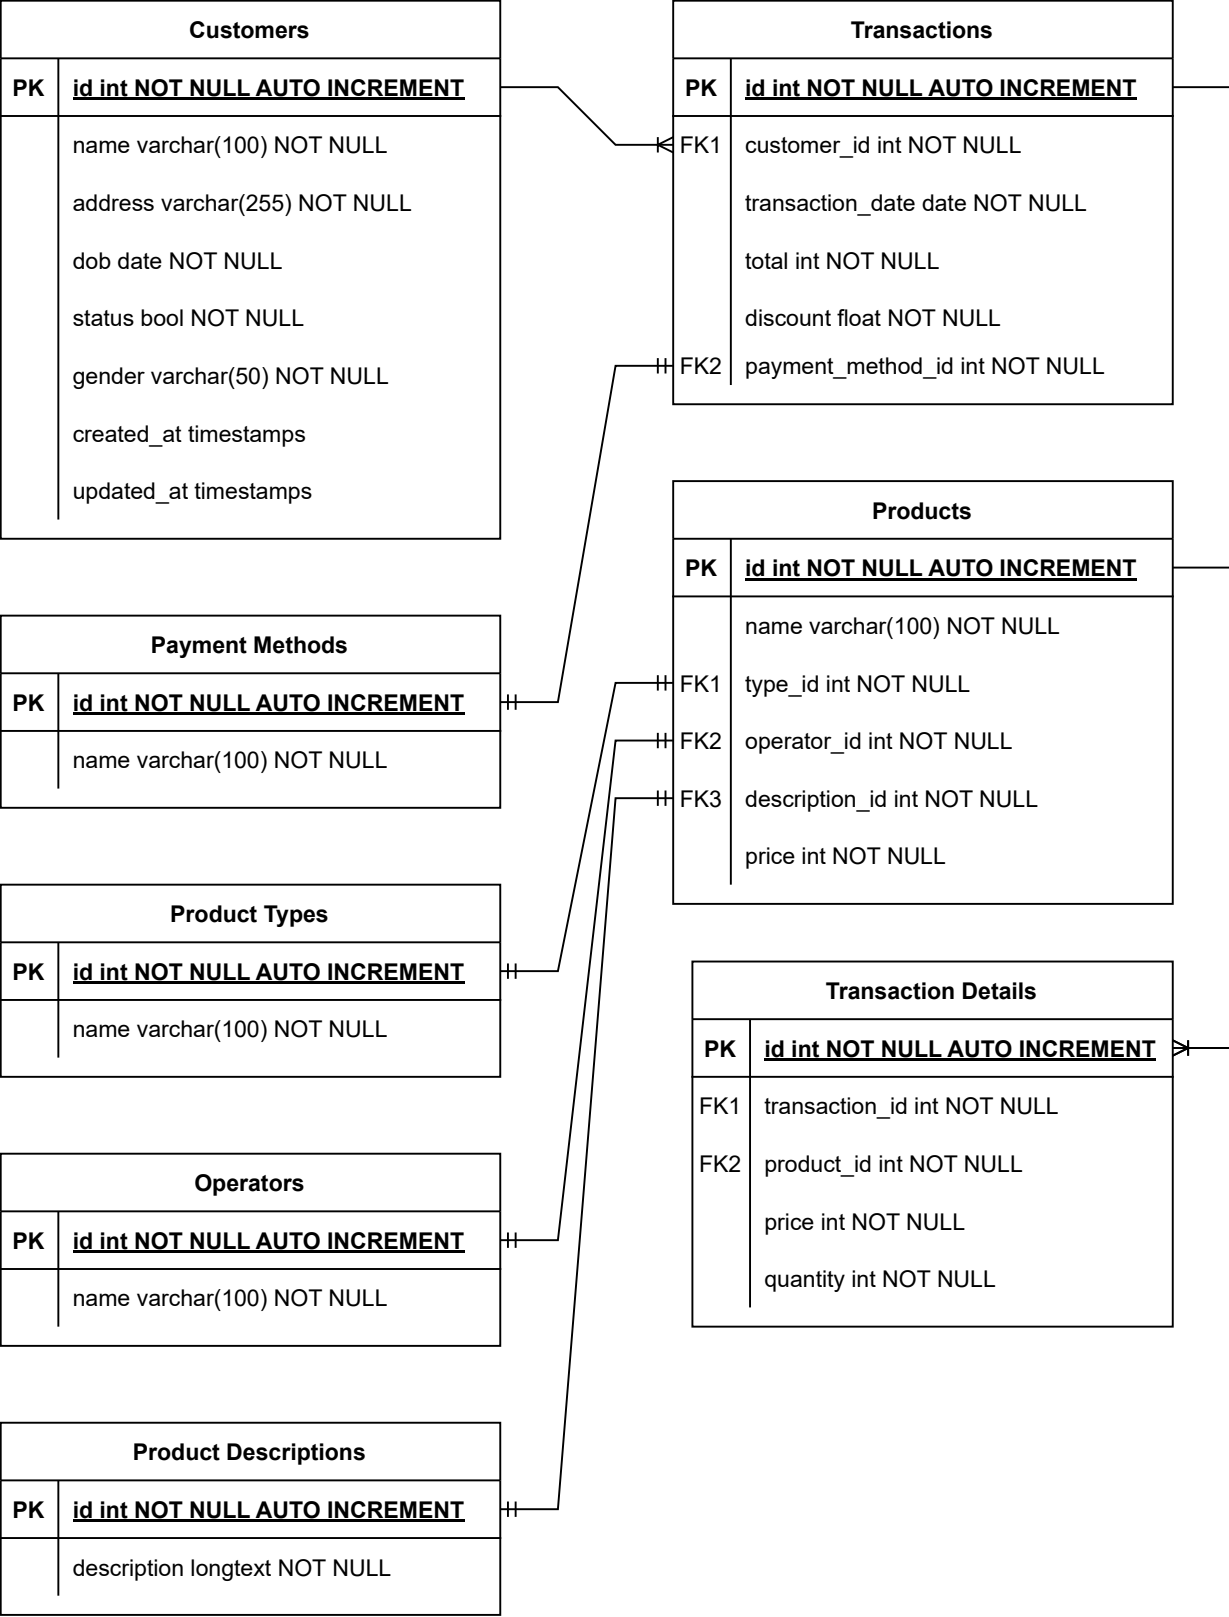 Customers
PK id int NOT NULL AUTO INCREMENT
name varchar(100) NOT NULL
address varchar(255) NOT NULL
dob date NOT NULL
status bool NOT NULL
gender varchar(50) NOT NULL
created_at timestamps
updated_at timestamps
Payment Methods
PK id int NOT NULL AUTO INCREMENT
name varchar(100) NOT NULL
Product Types
PK id int NOT NULL AUTO INCREMENT
name varchar(100) NOT NULL
Operators
PK id int NOT NULL AUTO INCREMENT
name varchar(100) NOT NULL
Product Descriptions
PK id int NOT NULL AUTO INCREMENT
description longtext NOT NULL
Transactions
PK id int NOT NULL AUTO INCREMENT
FK1 customer_id int NOT NULL
transaction_date date NOT NULL
total int NOT NULL
discount float NOT NULL
FK2 payment_method_id int NOT NULL
Products
PK id int NOT NULL AUTO INCREMENT
name varchar(100) NOT NULL
FK1 type_id int NOT NULL
FK2 operator_id int NOT NULL
FK3 description_id int NOT NULL
price int NOT NULL
Transaction Details
PK id int NOT NULL AUTO INCREMENT
FK1 transaction_id int NOT NULL
FK2 product_id int NOT NULL
price int NOT NULL
quantity int NOT NULL